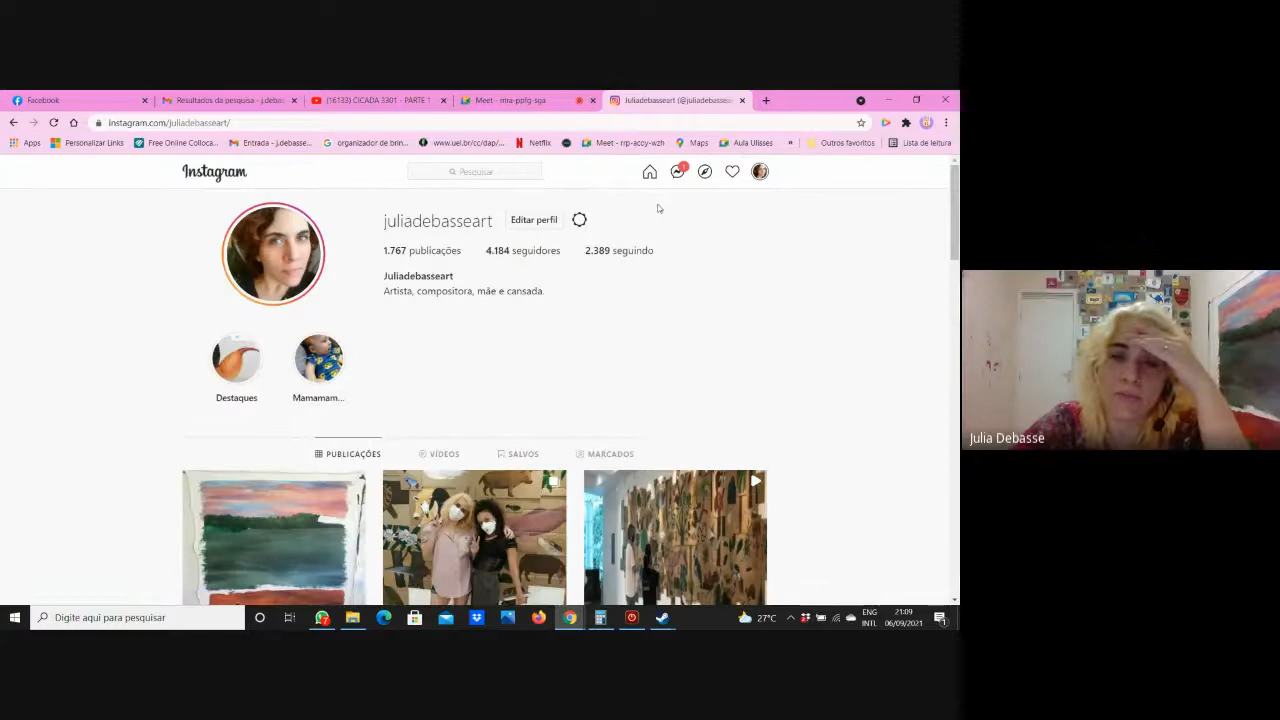 Facebook
Resultados da pesquisa - j.debas
(16133) CICADA 3301 - PARTE 1
Meet - mra-ppfg-sga
Juliadebasseart (@juliadebassea
instagram.com/juliadebasseart/
Apps
Personalizar Links
Free Online Colloca...
Entrada - j.debasse...
organizador de brin...
www.uel.br/cc/dap/...
Netflix
Meet - rrp-accy-wzh
Maps
Aula Ulisses
»
Outros favoritos
Lista de leitura
Instagram
Pesquisar
1
juliadebasseart
Editar perfil
1.767 publicações
4.184 seguidores
2.389 seguindo
Juliadebasseart
Artista, compositora, mãe e cansada.
Destaques
Mamamam...
PUBLICAÇÕES
VÍDEOS
SALVOS
MARCADOS
Julia Debasse
Digite aqui para pesquisar
27°C
ENG
INTL
21:09
06/09/2021
1